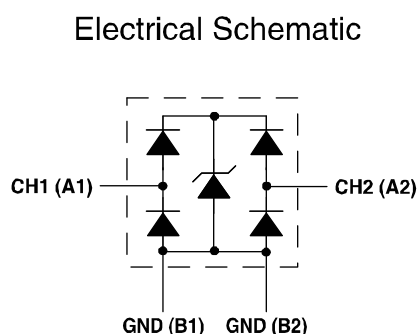 Electrical Schematic
CH1 (A1)
CH2 (A2)
GND (B1)
GND (B2)